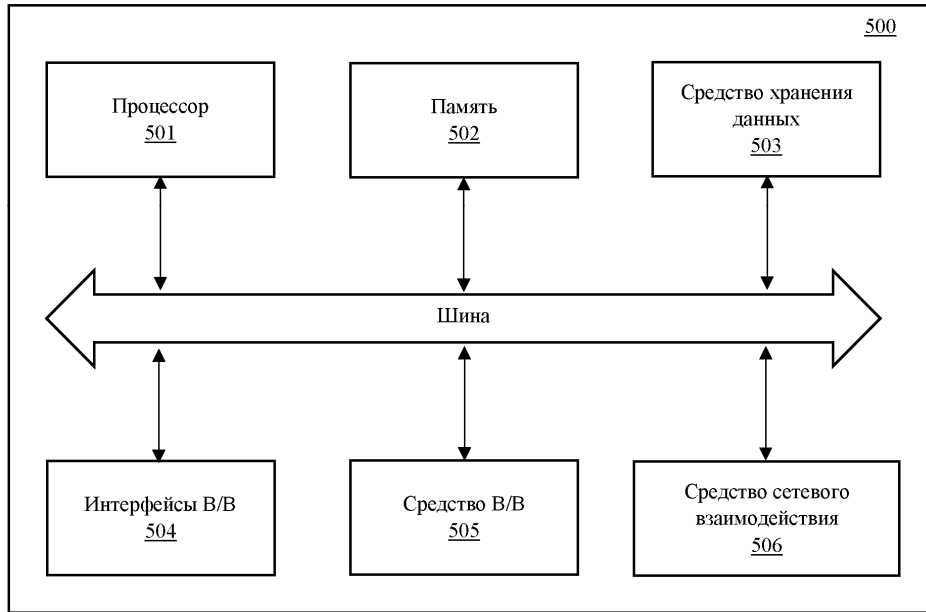 500
Процессор
501
Память
502
Средство хранения
данных
503
Шина
Интерфейсы В/В
504
Средство В/В
505
Средство сетевого
взаимодействия
506